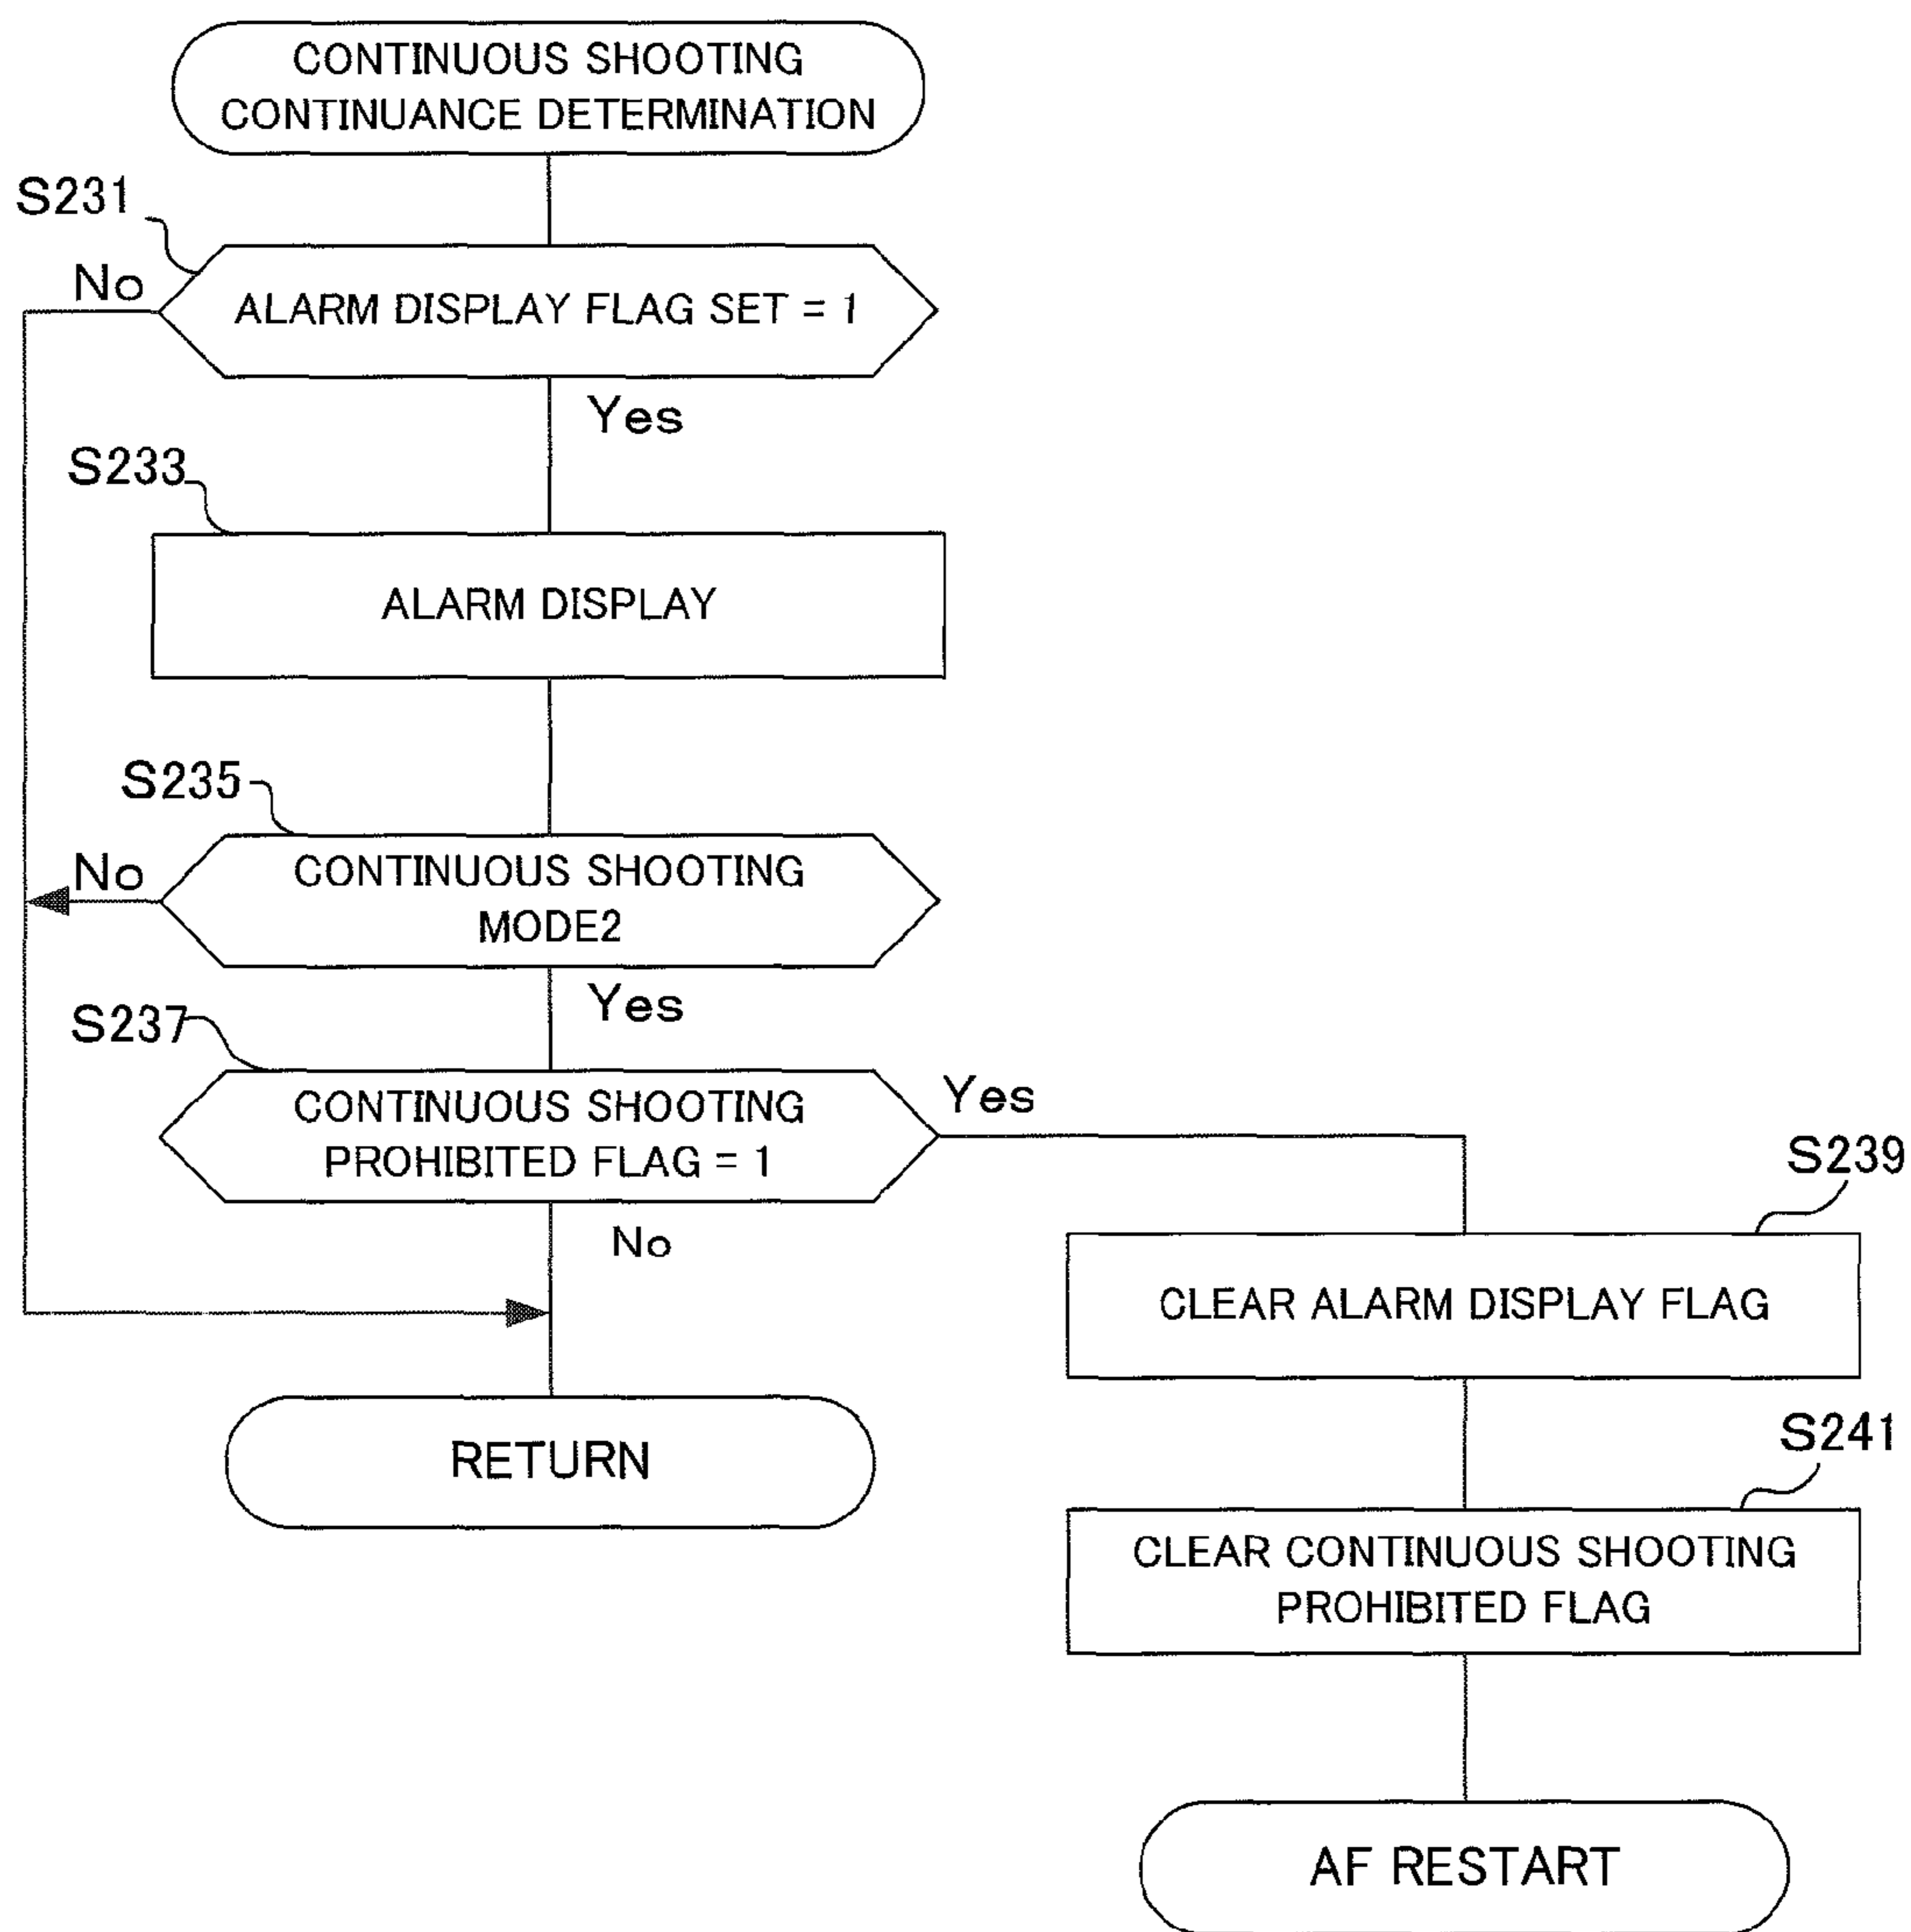 CONTINUOUS SHOOTING
CONTINUANCE DETERMINATION
S231
No
ALARM DISPLAY FLAG SET = 1
Yes
S233
ALARM DISPLAY
S235
No
CONTINUOUS SHOOTING
MODE2
Yes
S237
CONTINUOUS SHOOTING
PROHIBITED FLAG = 1
Yes
No
S239
CLEAR ALARM DISPLAY FLAG
RETURN
S241
CLEAR CONTINUOUS SHOOTING
PROHIBITED FLAG
AF RESTART